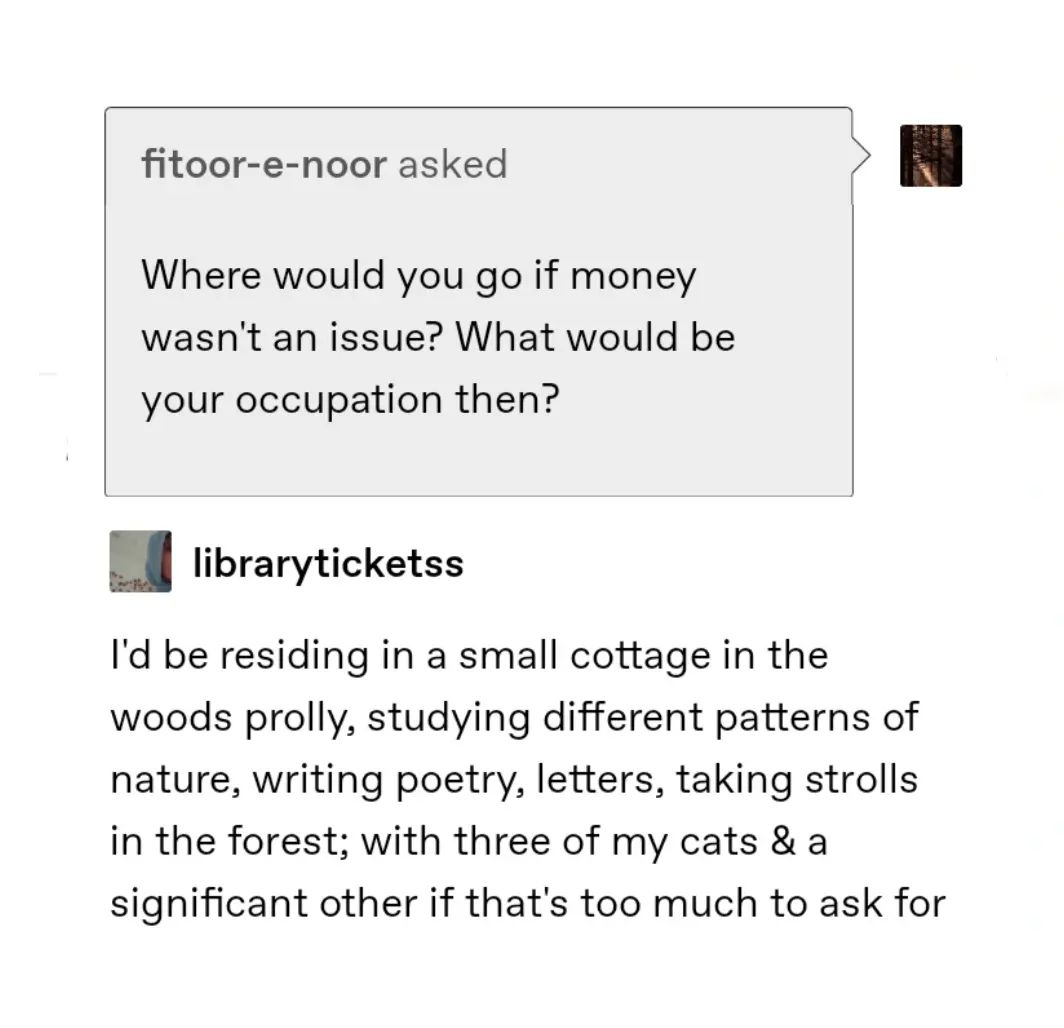 fitoor-e-noor asked
Where would you go if money
wasn't an issue? What would be
your occupation then?
libraryticketss
I'd be residing in a small cottage in the
woods prolly, studying different patterns of
nature, writing poetry, letters, taking strolls
in the forest; with three of my cats & a
significant other if that's too much to ask for